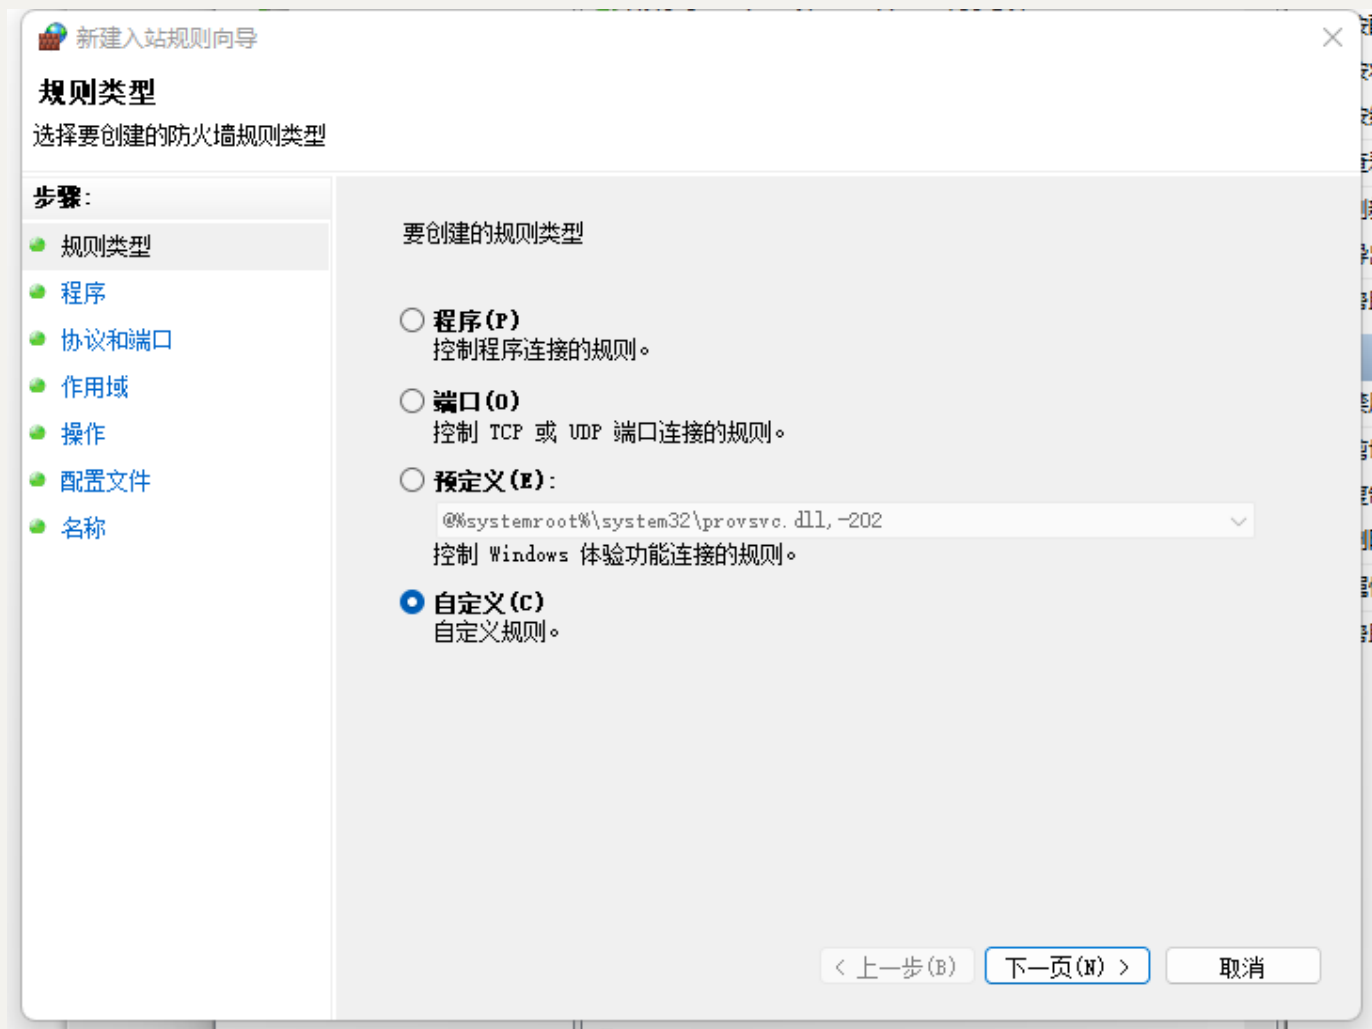 新建入站规则向导
规则类型
选择要创建的防火墙规则类型
步骤:
规则类型
程序
协议和端口
作用域
操作
配置文件
名称
要创建的规则类型
程序(P)
控制程序连接的规则。
端口(O)
控制 TCP 或 UDP 端口连接的规则。
预定义(E):
@%systemroot%\system32\provsvc.dll,-202
控制 Windows 体验功能连接的规则。
自定义(C)
自定义规则。
< 上一步(B)
下一页(N) >
取消